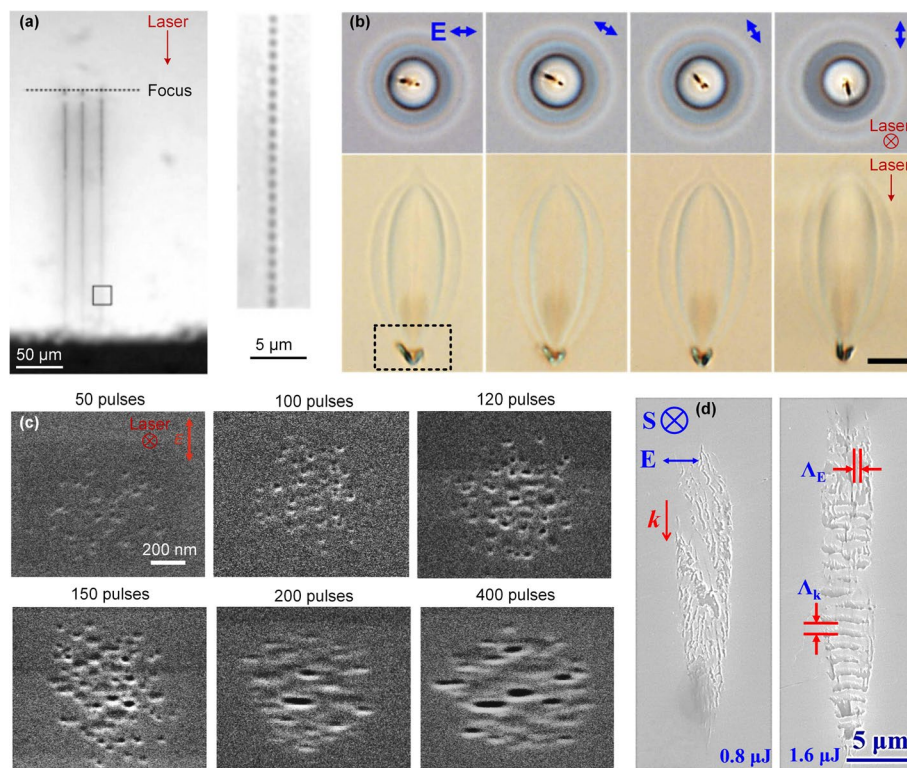 (a)
Laser
Focus
50 μm
5 μm
(b)
E
Laser
Laser
50 pulses
100 pulses
120 pulses
(c)
Laser
E
200 nm
150 pulses
200 pulses
400 pulses
(d)
S
E
k
Λ_E
Λ_k
0.8 μJ
1.6 μJ
5 μm